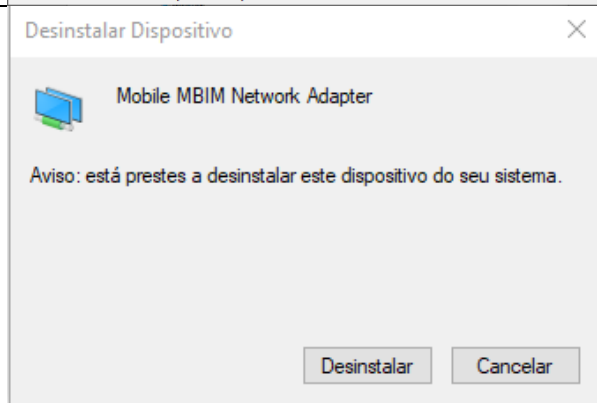 Desinstalar Dispositivo
Mobile MBIM Network Adapter
Aviso: está prestes a desinstalar este dispositivo do seu sistema.
Desinstalar
Cancelar